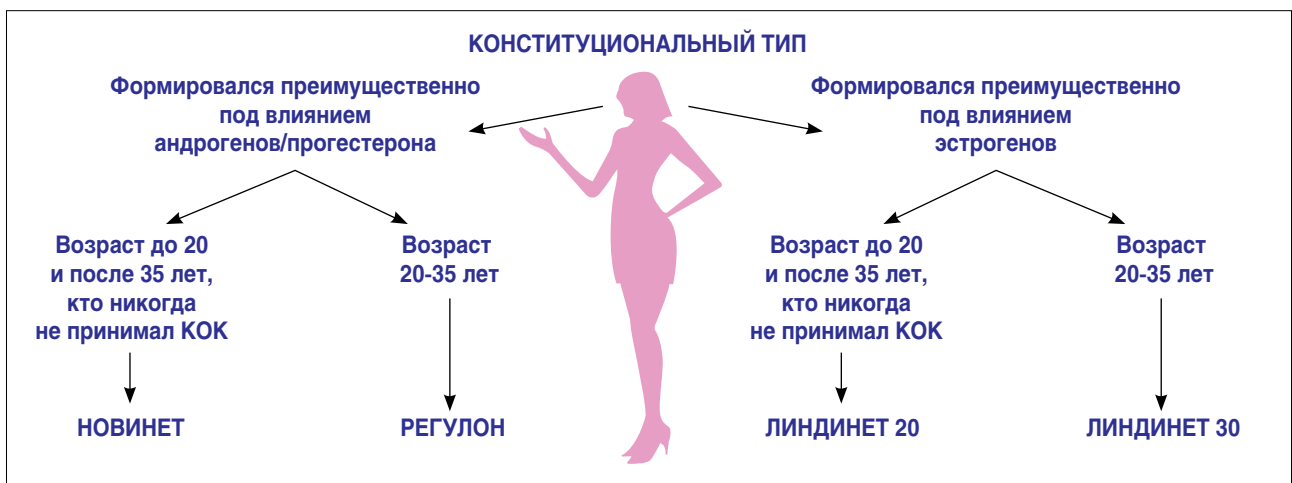 КОНСТИТУЦИОНАЛЬНЫЙ ТИП
Формировался преимущественно
под влиянием
андрогенов/прогестерона
Формировался преимущественно
под влиянием
эстрогенов
Возраст до 20
и после 35 лет,
кто никогда
не принимал КОК
Возраст
20-35 лет
Возраст до 20
и после 35 лет,
кто никогда
не принимал КОК
Возраст
20-35 лет
НОВИНЕТ
РЕГУЛОН
ЛИНДИНЕТ 20
ЛИНДИНЕТ 30